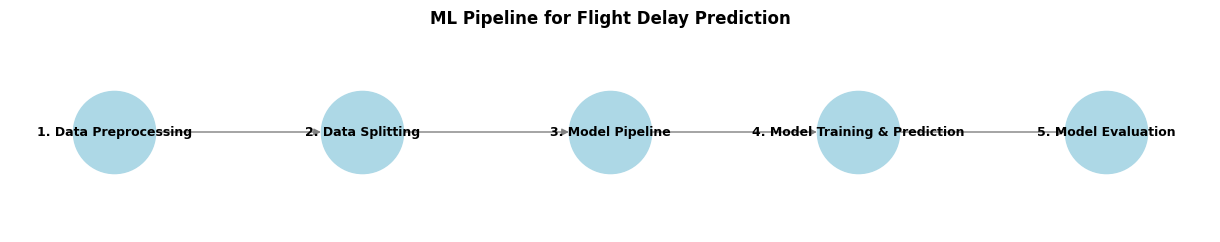 ML Pipeline for Flight Delay Prediction
1. Data Preprocessing
2. Data Splitting
3. Model Pipeline
4. Model Training & Prediction
5. Model Evaluation